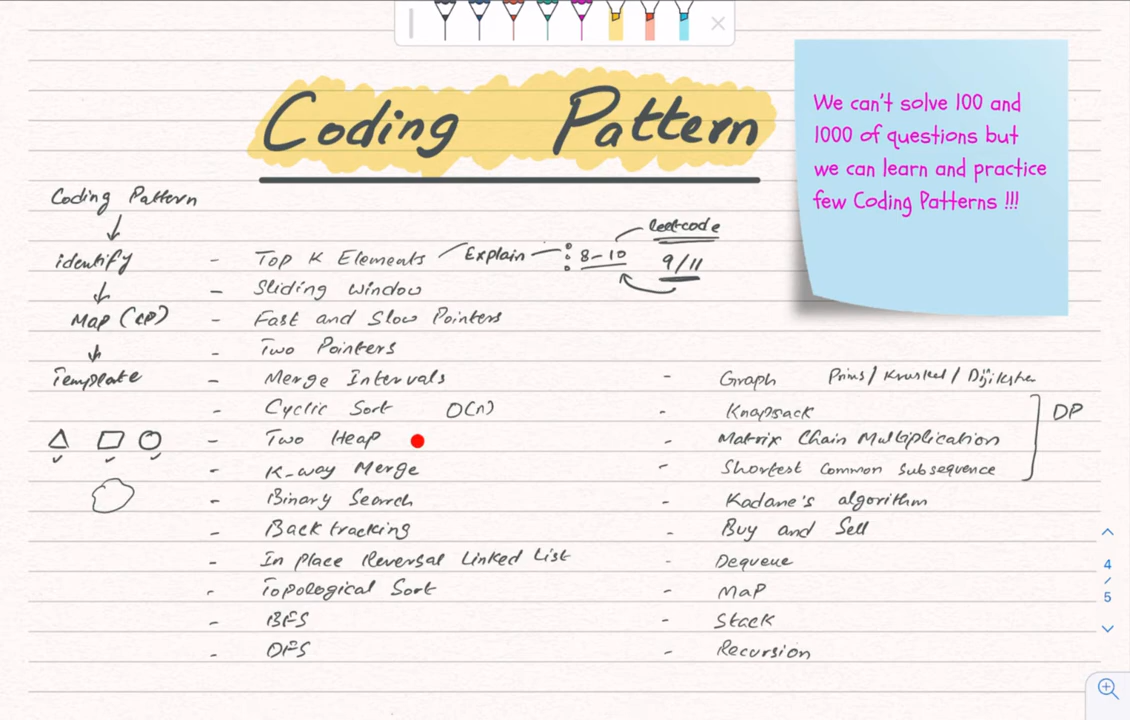 Coding Pattern
We can't solve 100 and
1000 of questions but
we can learn and practice
few Coding Patterns !!!
Coding Pattern
identify
Map (CP)
Template
- Top K Elements Explain 8-10
leetcode
9/11
- Sliding Window
- Fast and Slow Pointers
- Two Pointers
- Merge Intervals
- Cyclic Sort O(n)
- Two Heap
- K-way Merge
- Binary Search
- Back tracking
- In place Reversal Linked List
- Topological Sort
- BFS
- DFS
- Graph Prims/ Kruskel/
- Knapsack
DP
- Matrix Chain Multiplication
- Shortest Common Subsequence
- Kadane's algorithm
- Buy and Sell
- Dequeue
- Map
- Stack
- Recursion
4
/
5